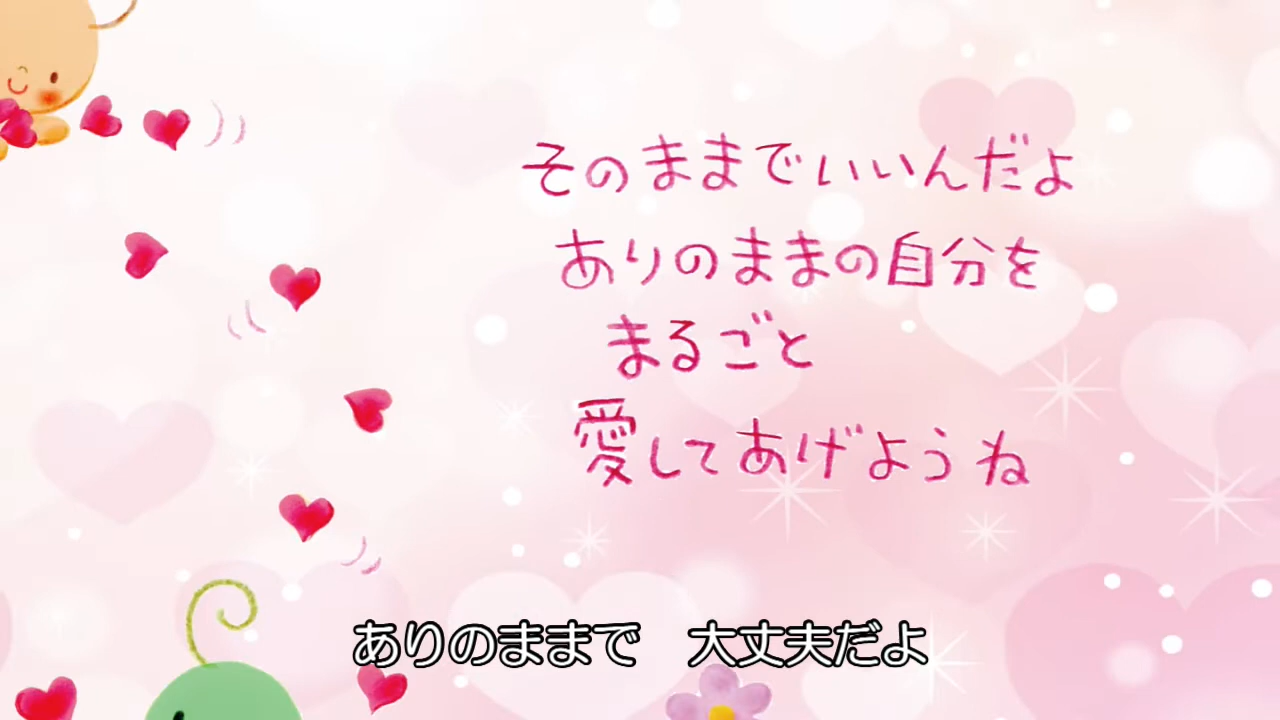 そのままでいいんだよ
ありのままの自分を
まるごと
愛してあげようね
ありのままで　大丈夫だよ